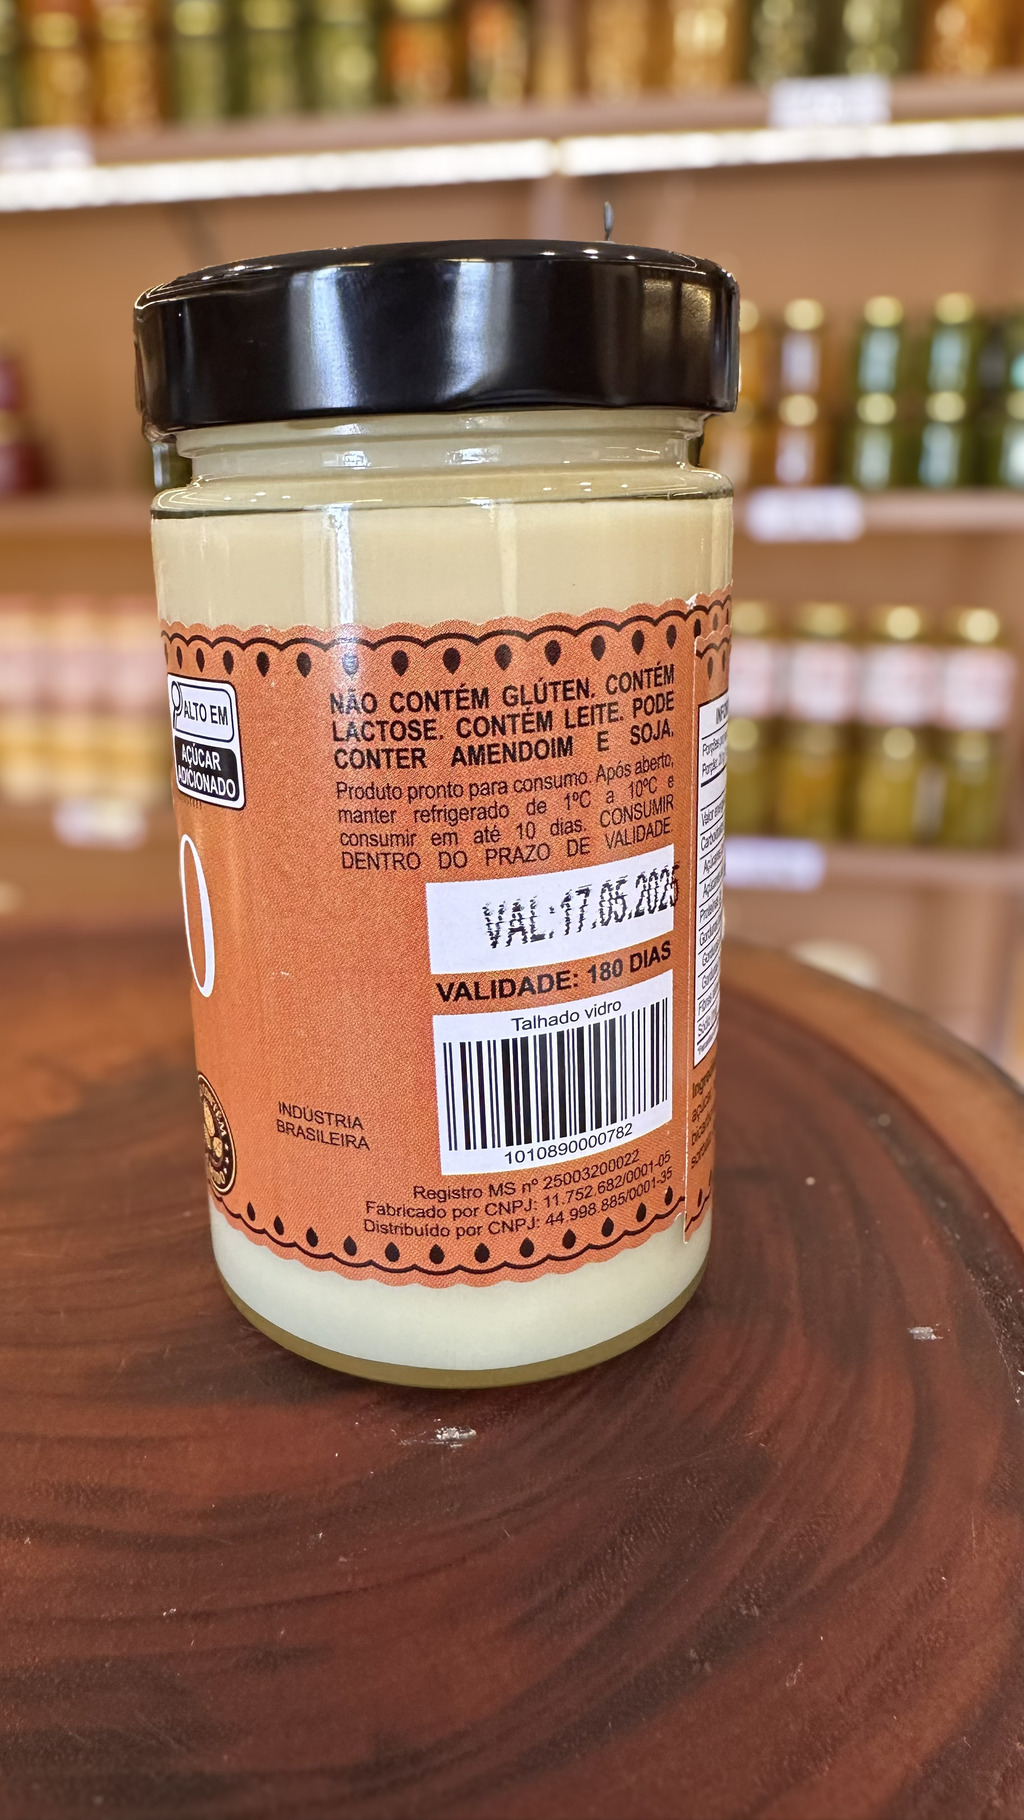 ALTO EM
AÇÚCAR
ADICIONADO
NÃO CONTÉM GLÚTEN. CONTÉM
LACTOSE. CONTÉM LEITE. PODE
CONTER AMENDOIM E SOJA.
Produto pronto para consumo. Após aberto,
manter refrigerado de 1ºC a 10ºC e
consumir em até 10 dias. CONSUMIR
DENTRO DO PRAZO DE VALIDADE.
VAL:17.05.2025
VALIDADE: 180 DIAS
Talhado vidro
1010890000782
INDÚSTRIA
BRASILEIRA
Registro MS nº 25003200022
Fabricado por CNPJ: 11.752.682/0001-05
Distribuído por CNPJ: 44.998.885/0001-35